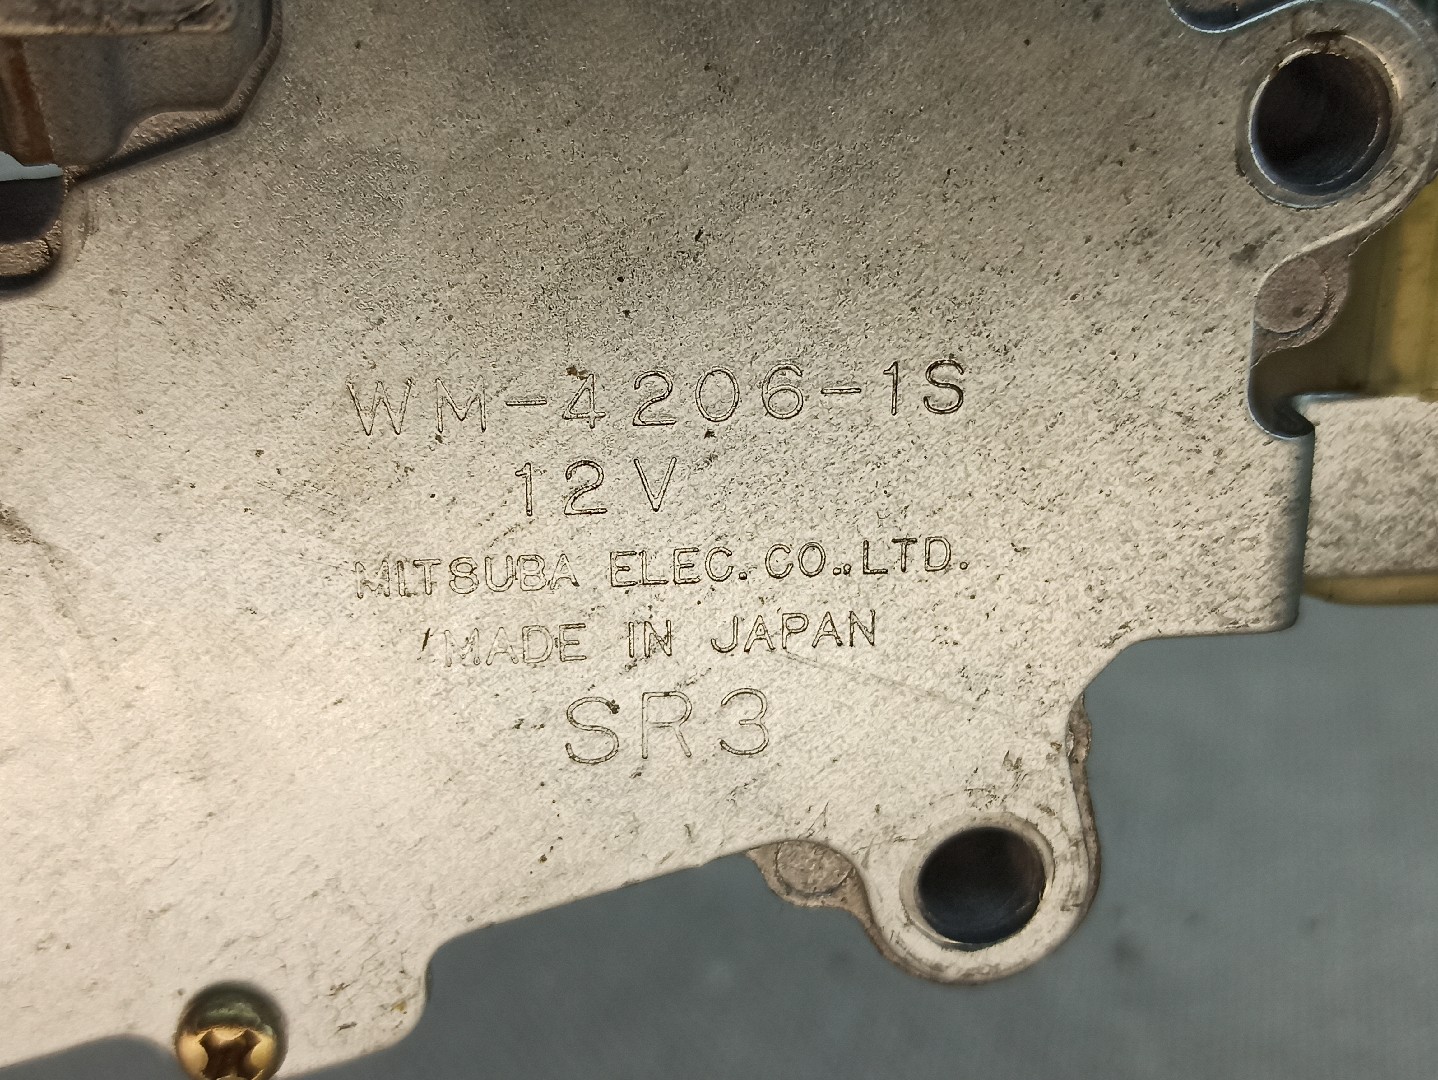 WM-4206-1S
12V
MITSUBA ELEC. CO., LTD.
MADE IN JAPAN
SR3